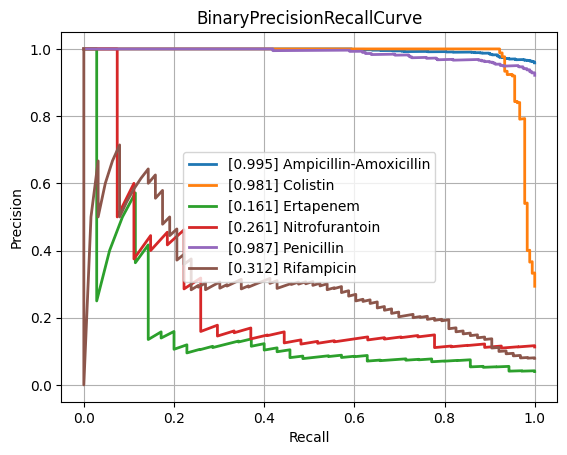 BinaryPrecisionRecallCurve
1.0
0.8
0.6
0.4
0.2
0.0
Precision
[0.995] Ampicillin-Amoxicillin
[0.981] Colistin
[0.161] Ertapenem
[0.261] Nitrofurantoin
[0.987] Penicillin
[0.312] Rifampicin
0.0 0.2 0.4 0.6 0.8 1.0
Recall